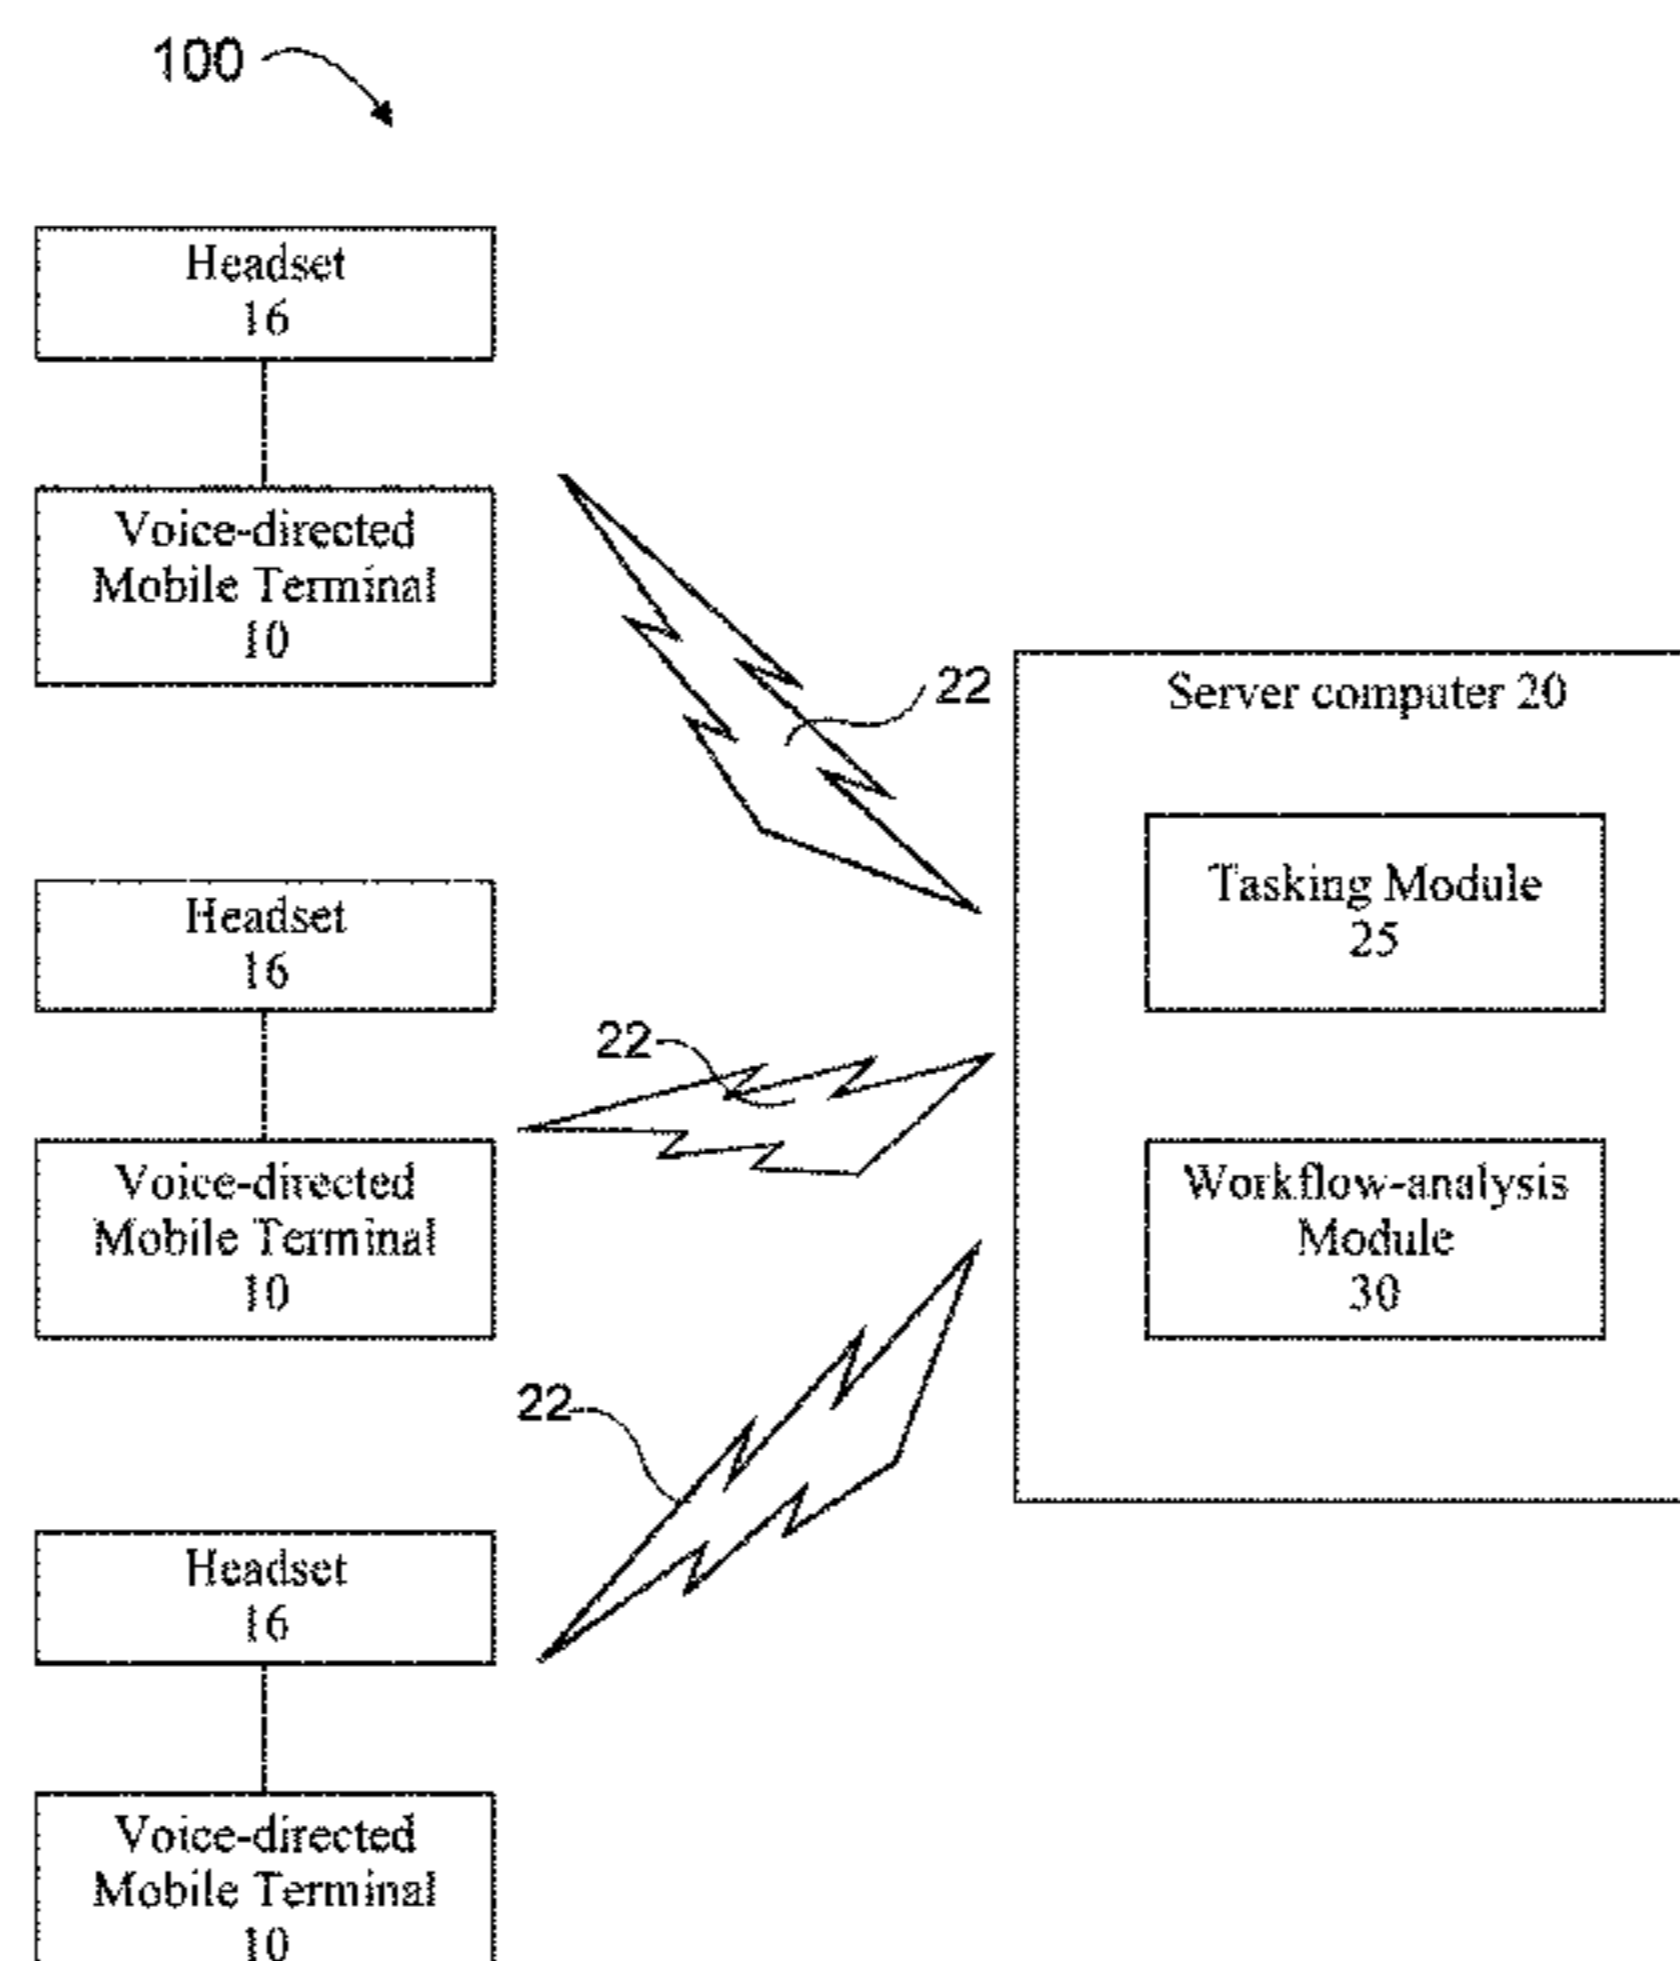 100
Headset
16
Voice-directed
Mobile Terminal
10
22
Server computer 20
Tasking Module
25
Headset
16
22
Voice-directed
Mobile Terminal
10
Workflow-analysis
Module
30
22
Headset
16
Voice-directed
Mobile Terminal
10